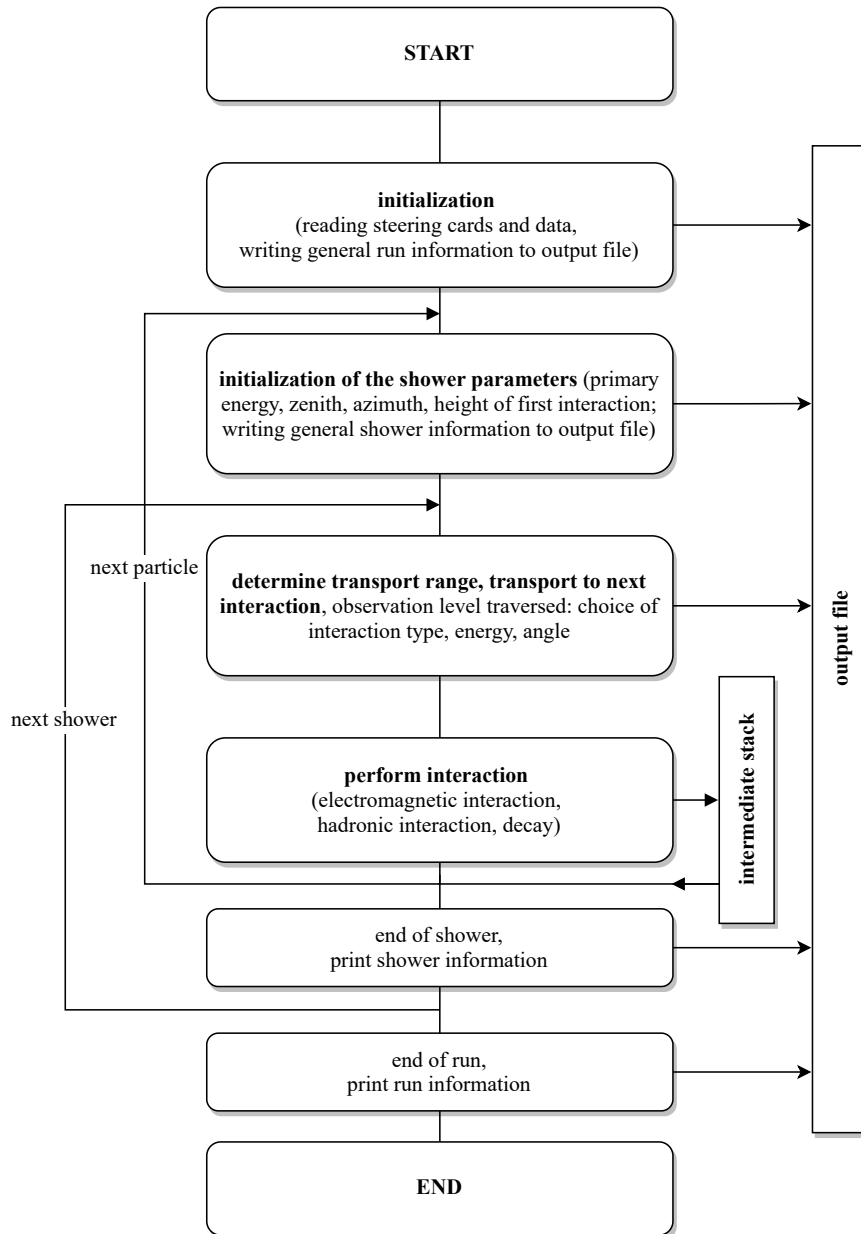 START
initialization
(reading steering cards and data,
writing general run information to output file)
initialization of the shower parameters (primary
energy, zenith, azimuth, height of first interaction;
writing general shower information to output file)
next particle
determine transport range, transport to next
interaction, observation level traversed: choice of
interaction type, energy, angle
output file
next shower
perform interaction
(electromagnetic interaction,
hadronic interaction, decay)
intermediate stack
end of shower,
print shower information
end of run,
print run information
END